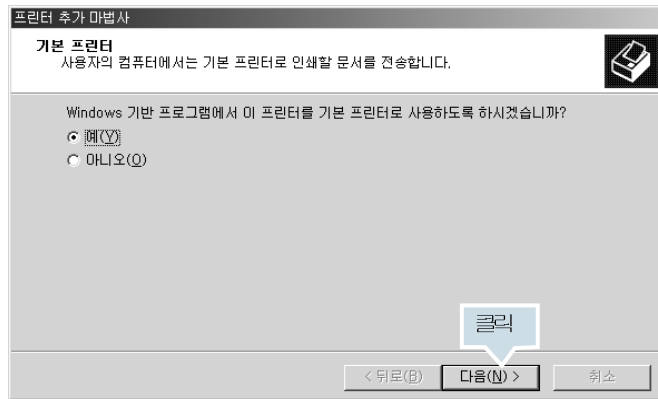 프린터 추가 마법사
기본 프린터
사용자의 컴퓨터에서는 기본 프린터로 인쇄할 문서를 전송합니다.
Windows 기반 프로그램에서 이 프린터를 기본 프린터로 사용하도록 하시겠습니까?
예(Y)
아니오(O)
클릭
< 뒤로(B) 다음(N) > 취소